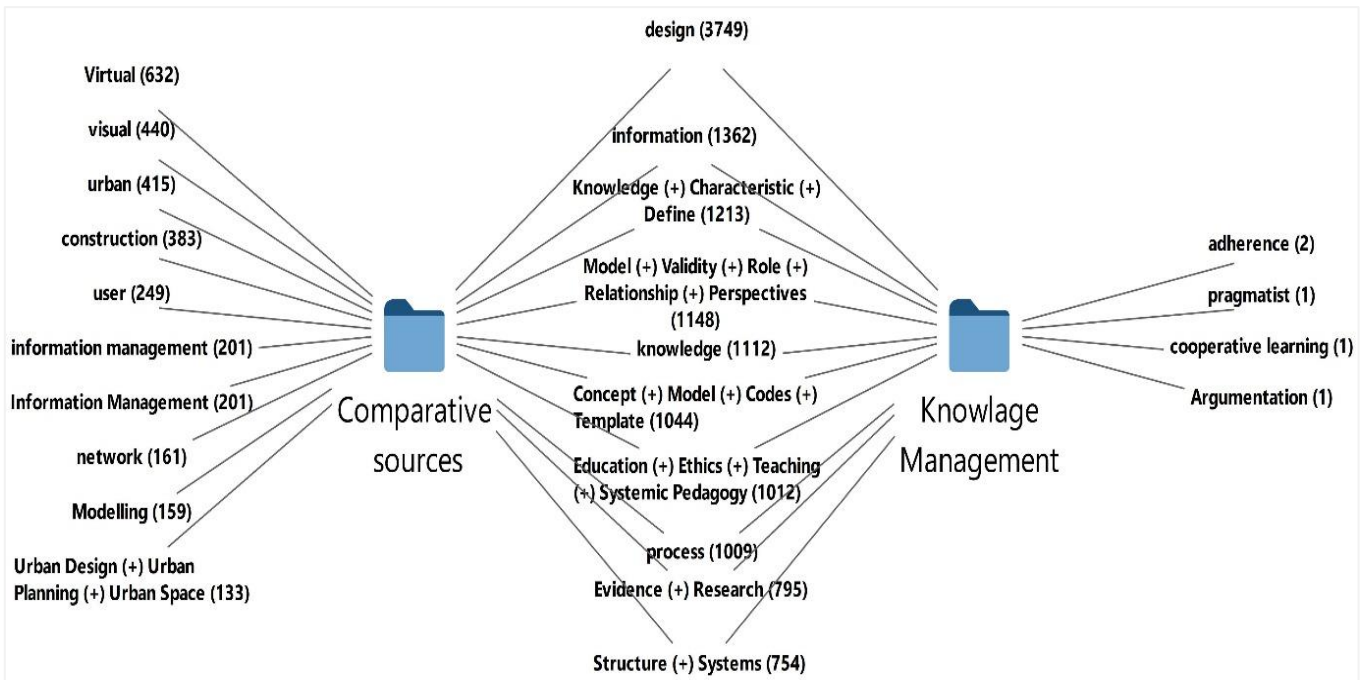 Virtual (632)
visual (440)
urban (415)
construction (383)
user (249)
information management (201)
Information Management (201)
network (161)
Modelling (159)
Urban Design (+) Urban
Planning (+) Urban Space (133)
Comparative
sources
design (3749)
information (1362)
Knowledge (+) Characteristic (+)
Define (1213)
Model (+) Validity (+) Role (+)
Relationship (+) Perspectives
(1148)
knowledge (1112)
Concept (+) Model (+) Codes (+)
Template (1044)
Education (+) Ethics (+) Teaching
(+) Systemic Pedagogy (1012)
process (1009)
Evidence (+) Research (795)
Structure (+) Systems (754)
Knowlage
Management
adherence (2)
pragmatist (1)
cooperative learning (1)
Argumentation (1)